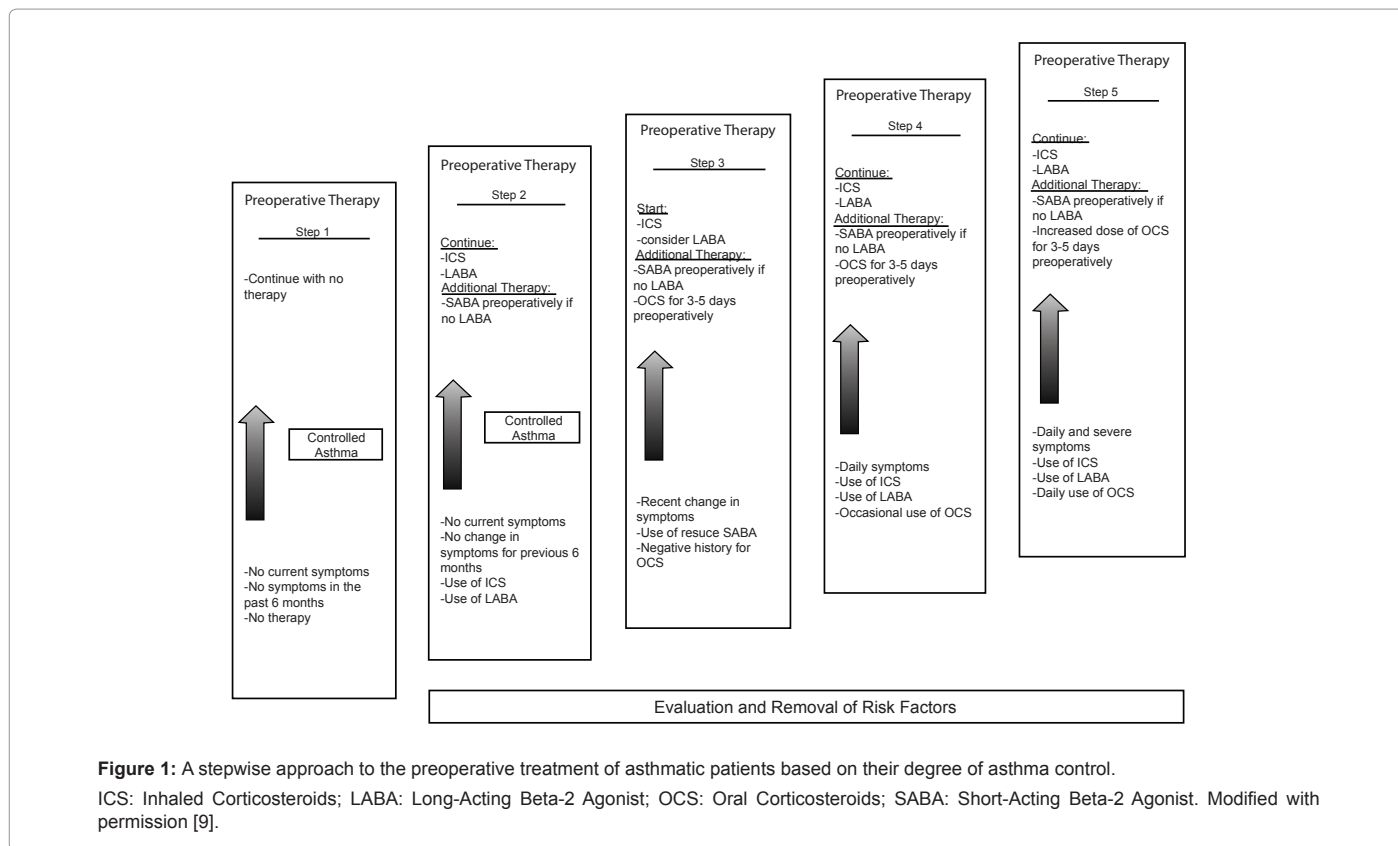 Preoperative Therapy
Step 1
-Continue with no
therapy
Controlled
Asthma
-No current symptoms
-No symptoms in the
past 6 months
-No therapy
Preoperative Therapy
Step 2
Continue:
-ICS
-LABA
Additional Therapy:
-SABA preoperatively if
no LABA
Controlled
Asthma
-No current symptoms
-No change in
symptoms for previous 6
months
-Use of ICS
-Use of LABA
Preoperative Therapy
Step 3
Start:
-ICS
-consider LABA
Additional Therapy:
-SABA preoperatively if
no LABA
-OCS for 3-5 days
preoperatively
-Recent change in
symptoms
-Use of resuce SABA
-Negative history for
OCS
Preoperative Therapy
Step 4
Continue:
-ICS
-LABA
Additional Therapy:
-SABA preoperatively if
no LABA
-OCS for 3-5 days
preoperatively
-Daily symptoms
-Use of ICS
-Use of LABA
-Occasional use of OCS
Preoperative Therapy
Step 5
Continue:
-ICS
-LABA
Additional Therapy:
-SABA preoperatively if
no LABA
-Increased dose of OCS
for 3-5 days
preoperatively
-Daily and severe
symptoms
-Use of ICS
-Use of LABA
-Daily use of OCS
Evaluation and Removal of Risk Factors
Figure 1: A stepwise approach to the preoperative treatment of asthmatic patients based on their degree of asthma control.
ICS: Inhaled Corticosteroids; LABA: Long-Acting Beta-2 Agonist; OCS: Oral Corticosteroids; SABA: Short-Acting Beta-2 Agonist. Modified with
permission [9].